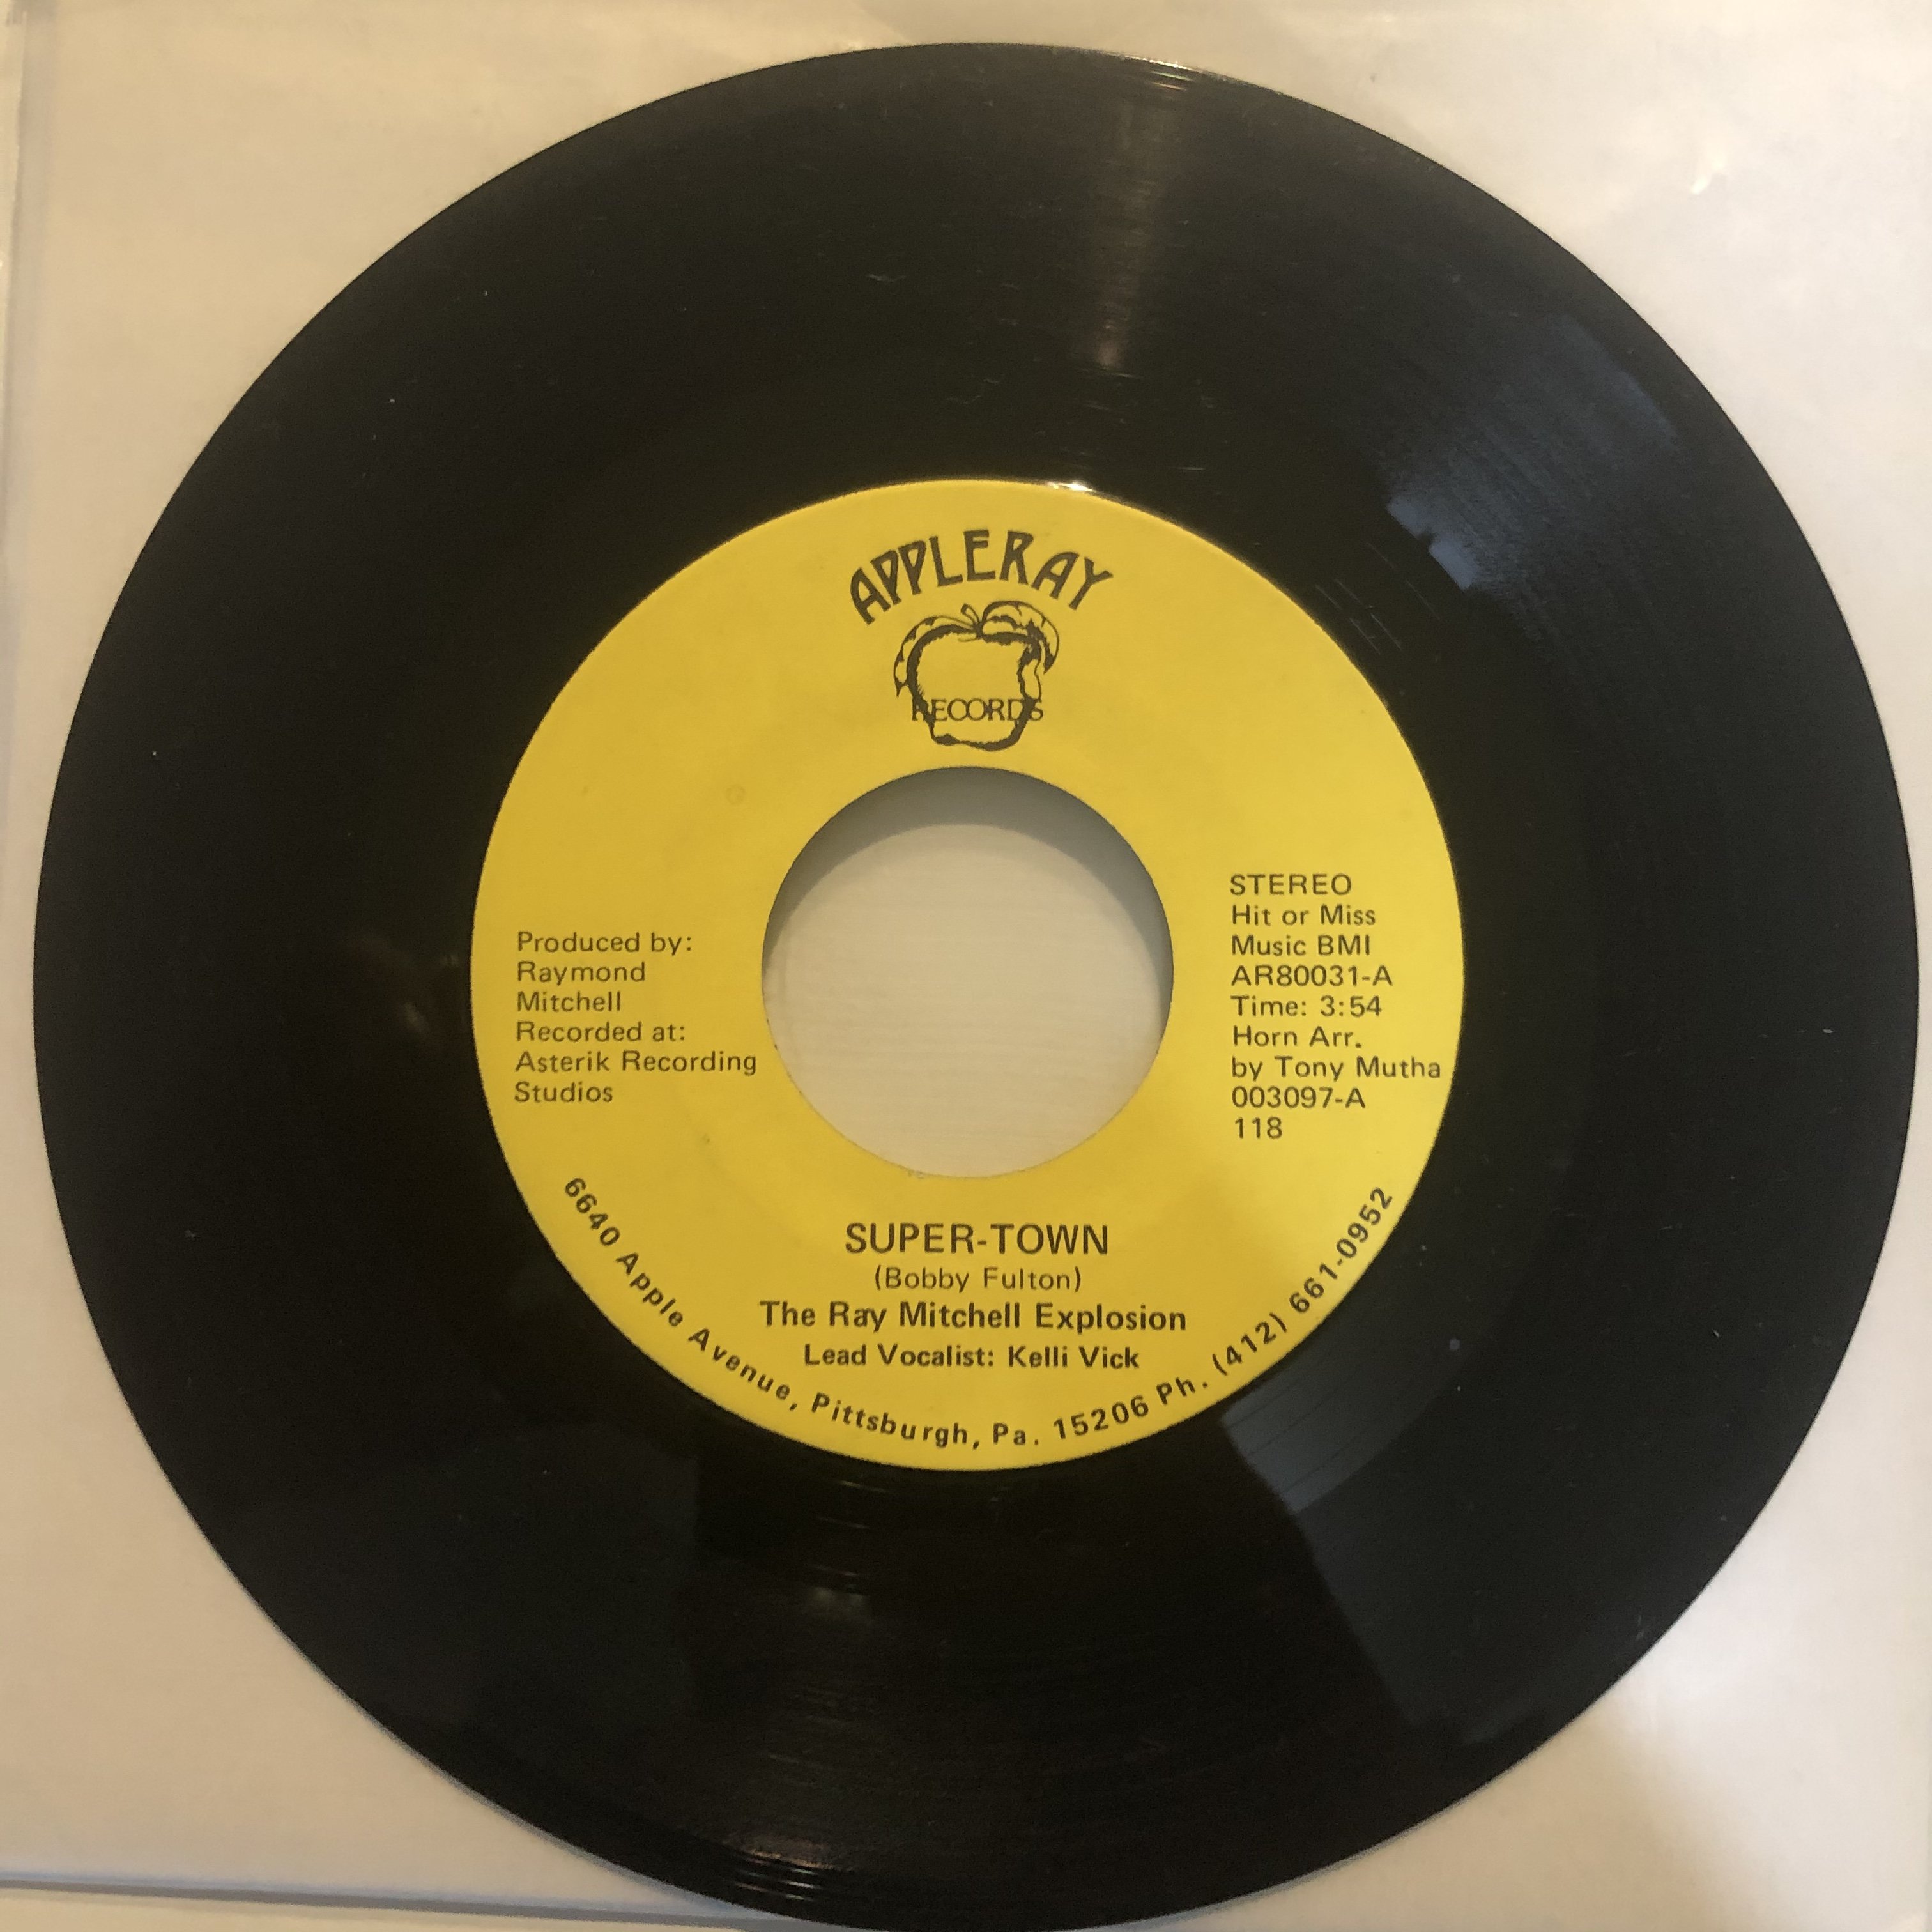 APPLERAY
RECORDS
Produced by:
Raymond
Mitchell
Recorded at:
Asterik Recording
Studios
STEREO
Hit or Miss
Music BMI
AR80031-A
Time: 3:54
Horn Arr.
by Tony Mutha
003097-A
118
SUPER-TOWN
(Bobby Fulton)
The Ray Mitchell Explosion
Lead Vocalist: Kelli Vick
6640 Apple Avenue, Pittsburgh, Pa. 15206 Ph. (412) 661-0952